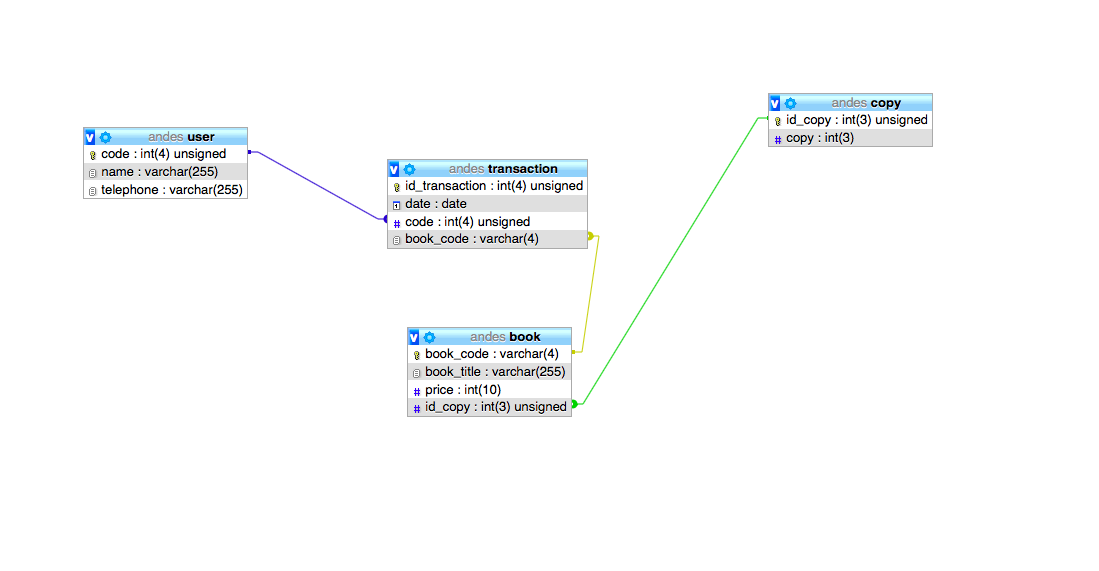 andes user
code : int(4) unsigned
name : varchar(255)
telephone : varchar(255)
andes transaction
id_transaction : int(4) unsigned
date : date
code : int(4) unsigned
book_code : varchar(4)
andes book
book_code : varchar(4)
book_title : varchar(255)
price : int(10)
id_copy : int(3) unsigned
andes copy
id_copy : int(3) unsigned
copy : int(3)